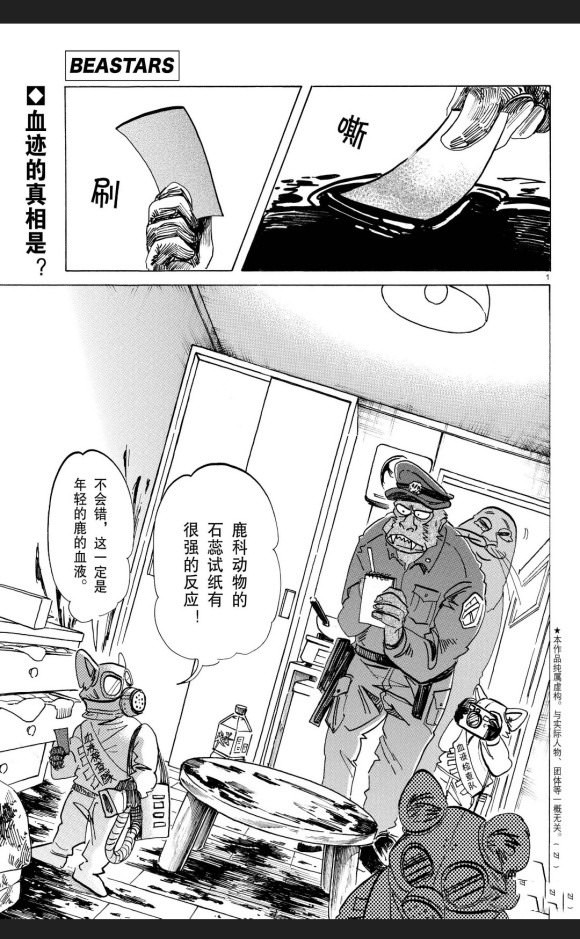 BEASTARS
◆血迹的真相是？
嘶
刷
1
鹿科动物的
石蕊试纸有
很强的反应！
不会错，这一定是
年轻的鹿的血液。
血液检查队
★本作品纯属虚构。与实际人物、团体等一概无关。